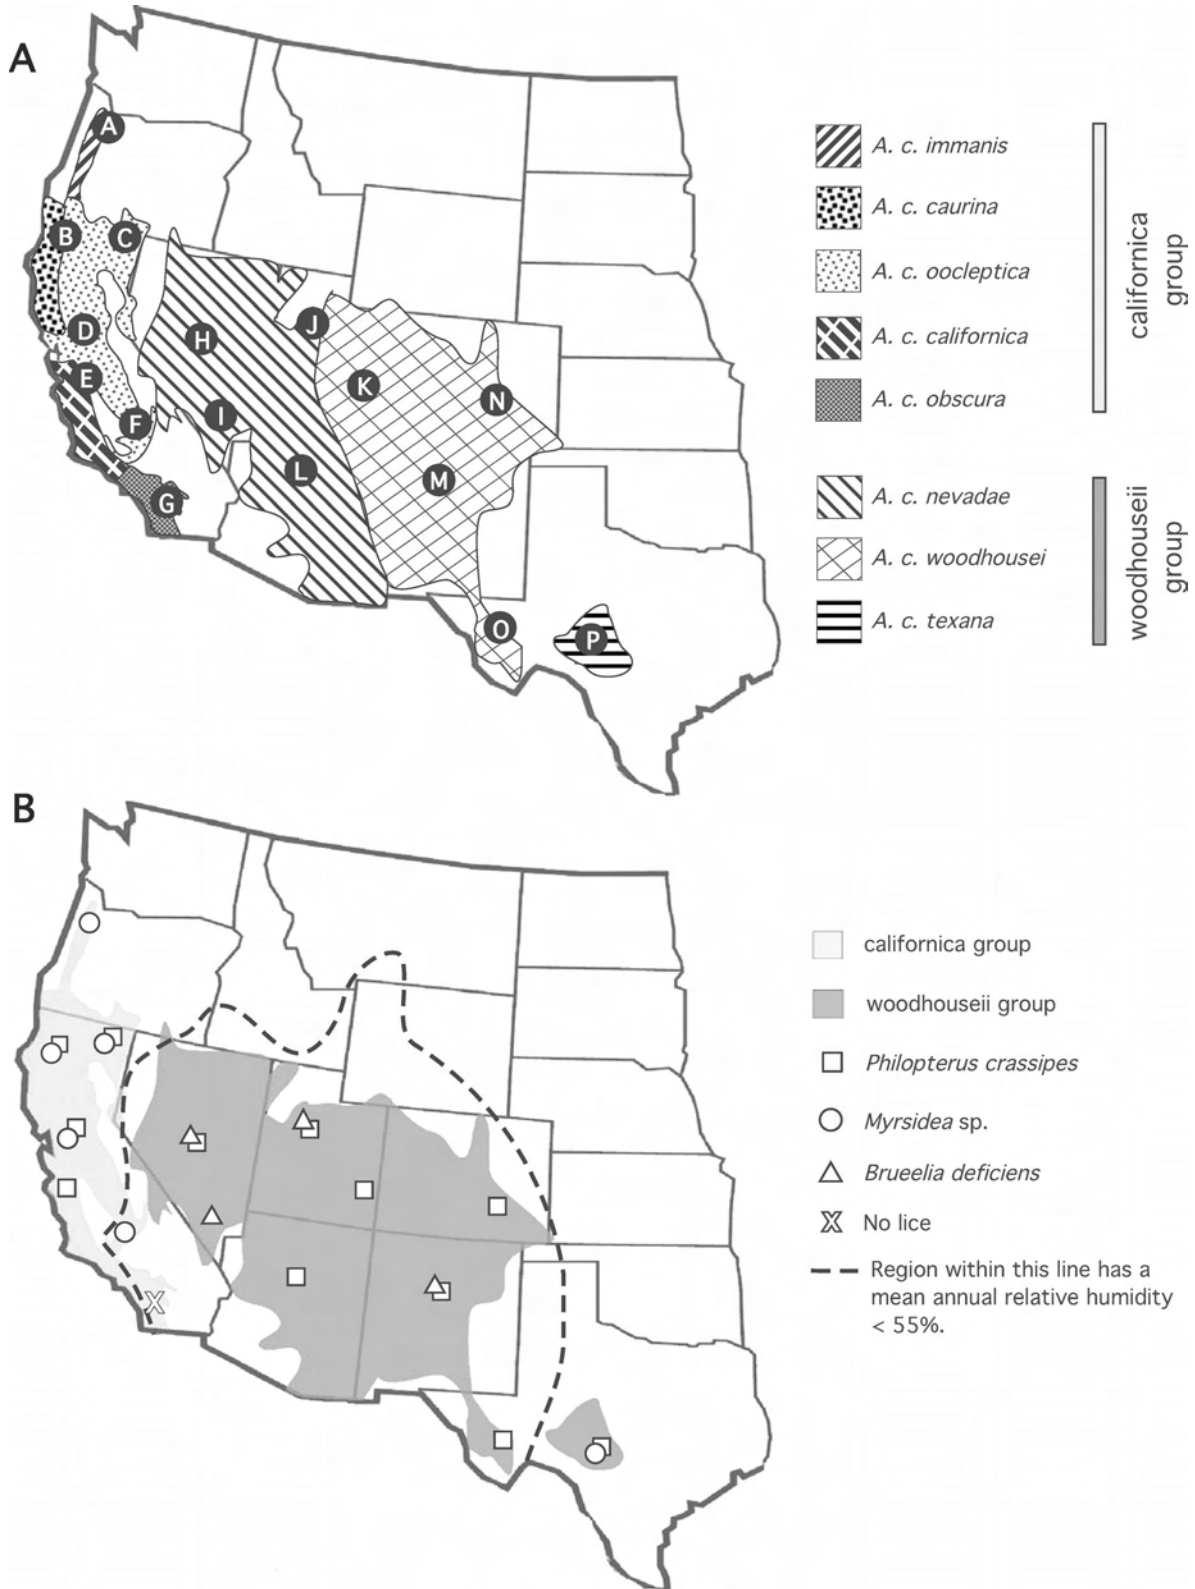 A
A
B
C
D
E
F
G
H
I
J
K
L
M
N
O
P
A. c. immanis
A. c. caurina
A. c. oocleptica
A. c. californica
A. c. obscura
californica
group
A. c. nevadae
A. c. woodhousei
A. c. texana
woodhouseii
group
B
californica group
woodhouseii group
Philopterus crassipes
Myrsidea sp.
Brueelia deficiens
X No lice
Region within this line has a
mean annual relative humidity
< 55%.
X